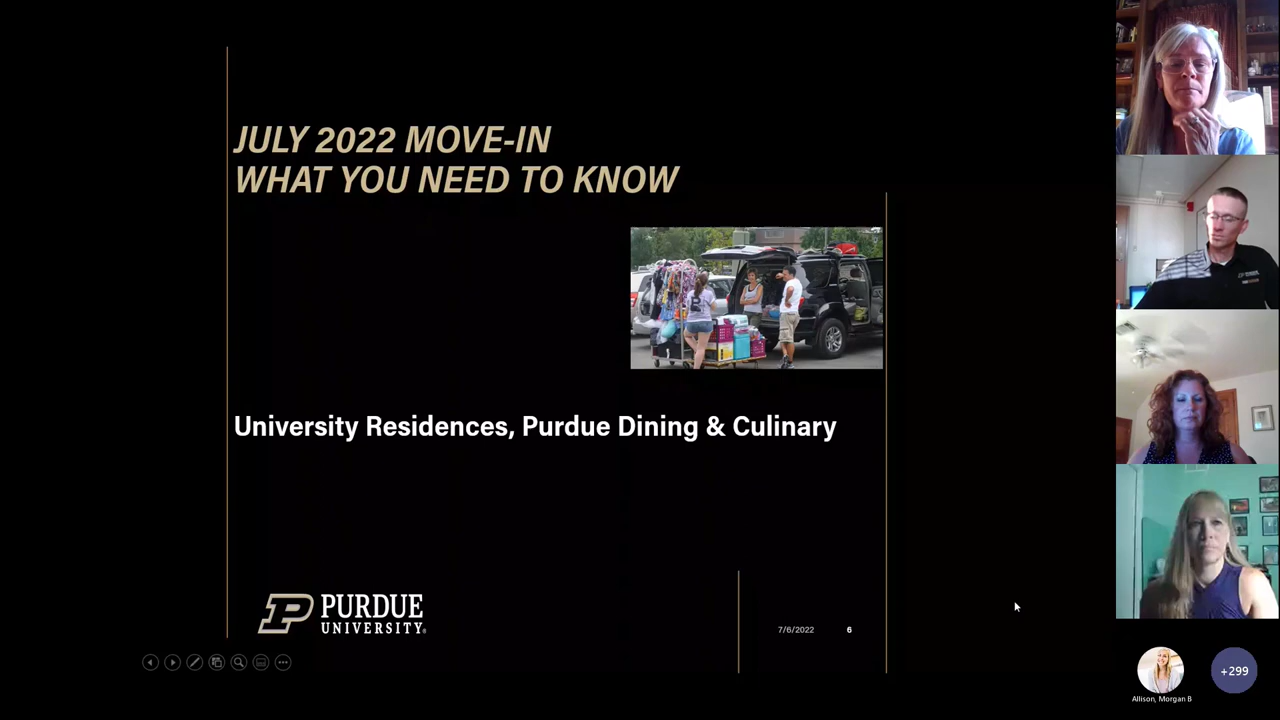 JULY 2022 MOVE-IN
WHAT YOU NEED TO KNOW
University Residences, Purdue Dining & Culinary
PURDUE
UNIVERSITY®
7/6/2022
6
Allison, Morgan B
+299